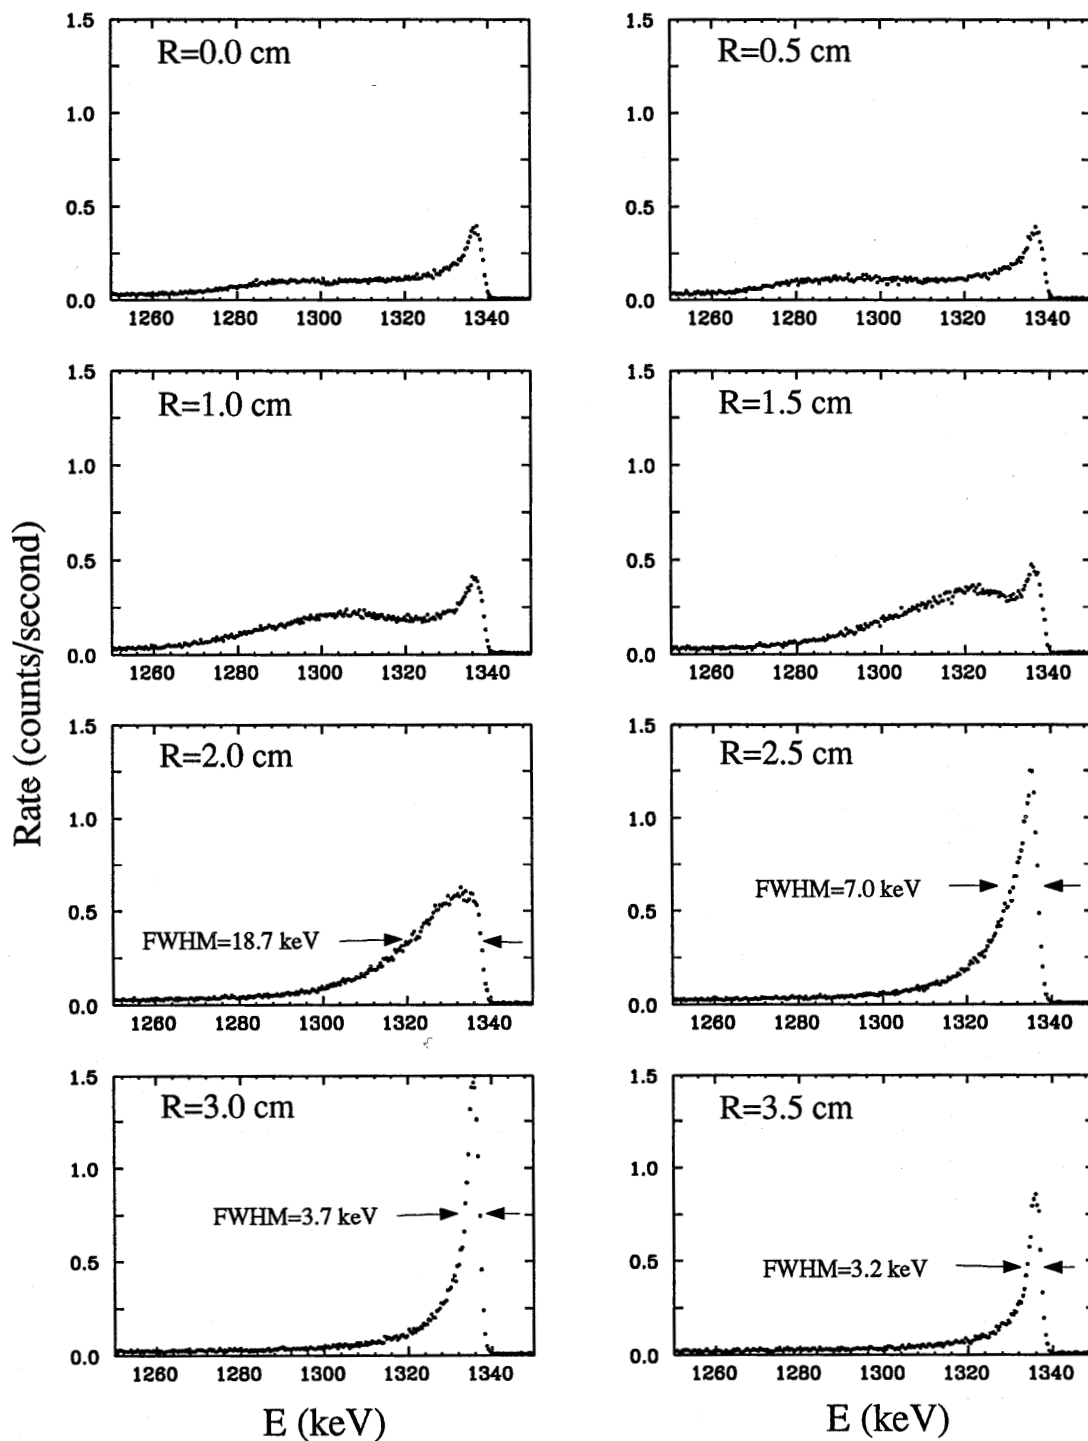 R=0.0 cm
1.5
1.0
0.5
0.0
1260 1280 1300 1320 1340
R=0.5 cm
1.5
1.0
0.5
0.0
1260 1280 1300 1320 1340
R=1.0 cm
1.5
1.0
0.5
0.0
1260 1280 1300 1320 1340
R=1.5 cm
1.5
1.0
0.5
0.0
1260 1280 1300 1320 1340
Rate (counts/second)
R=2.0 cm
1.5
1.0
0.5
0.0
FWHM=18.7 keV
1260 1280 1300 1320 1340
R=2.5 cm
1.5
1.0
0.5
0.0
FWHM=7.0 keV
1260 1280 1300 1320 1340
R=3.0 cm
1.5
1.0
0.5
0.0
FWHM=3.7 keV
1260 1280 1300 1320 1340
E (keV)
R=3.5 cm
1.5
1.0
0.5
0.0
FWHM=3.2 keV
1260 1280 1300 1320 1340
E (keV)